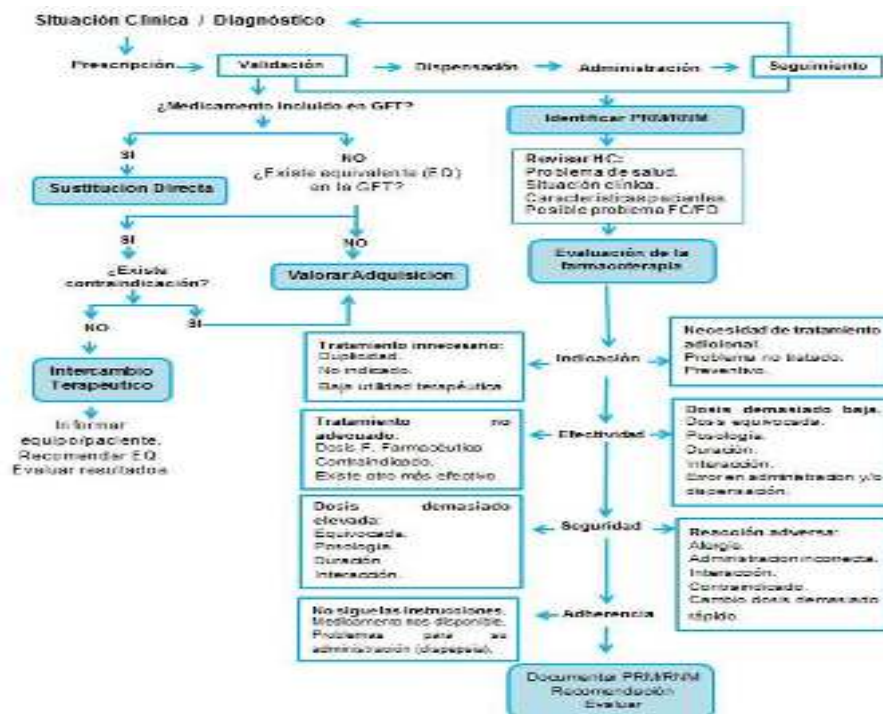 Situación Clínica / Diagnóstico
Prescripción
Validación
Dispensación
Administración
Seguimiento
¿Medicamento incluido en GFT?
SI
NO
Sustitución Directa
¿Existe equivalente (EQ)
en la GFT?
SI
NO
¿Existe
contraindicación?
Valorar Adquisición
NO
SI
Intercambio
Terapéutico
Informar
equipo/paciente.
Recomendar EQ.
Evaluar resultados
Identificar PRM/RNM
Revisar HC:
Problema de salud.
Situación clínica.
Características pacientes.
Posible problema FC/FD
Evaluación de la
farmacoterapia
Indicación
Tratamiento innecesario:
Duplicidad.
No indicado.
Baja utilidad terapéutica
Necesidad de tratamiento
adicional:
Problema no tratado.
Preventivo.
Efectividad
Tratamiento no
adecuado:
Dosis F. Farmacéutica
Contraindicado.
Existe otro más efectivo
Dosis demasiado baja.
Dosis equivocada.
Posología.
Duración.
Interacción.
Error en administracion y/o
dispensación.
Seguridad
Dosis demasiado
elevada:
Equivocada.
Posología.
Duración
Interacción.
Reacción adversa:
Alergia.
Administracion incorrecta.
Interacción.
Contraindicado.
Cambio dosis demasiado
rápido.
Adherencia
No sigue las instrucciones.
Medicamento nos disponible.
Problemas para su
administración (dispepsia).
Documentar PRM/RNM
Recomendación
Evaluar